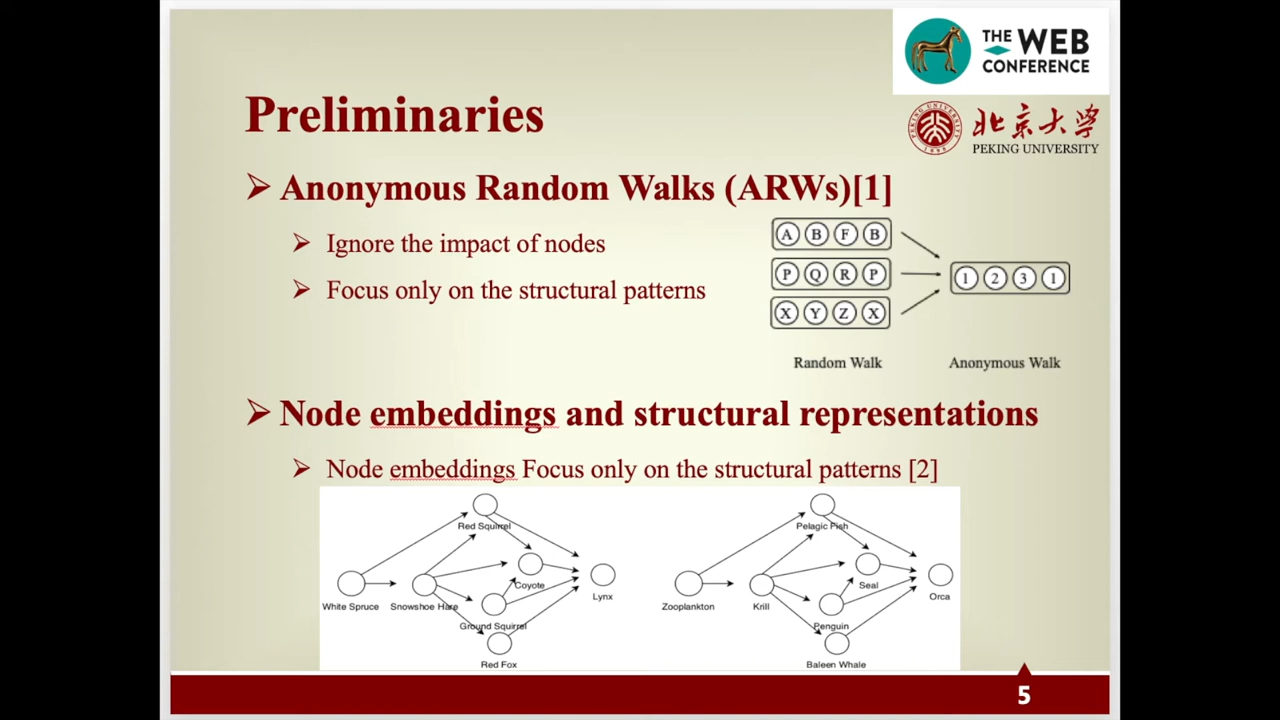 THE WEB
CONFERENCE
Preliminaries
北京大学
PEKING UNIVERSITY
PEKING UNIVERSITY
1898
➢ Anonymous Random Walks (ARWs)[1]
➢ Ignore the impact of nodes
➢ Focus only on the structural patterns
A B F B
P Q R P
X Y Z X
1 2 3 1
Random Walk
Anonymous Walk
➢ Node embeddings and structural representations
➢ Node embeddings Focus only on the structural patterns [2]
Red Squirrel
Coyote
Lynx
White Spruce
Snowshoe Hare
Ground Squirrel
Red Fox
Pelagic Fish
Seal
Orca
Zooplankton
Krill
Penguin
Baleen Whale
5